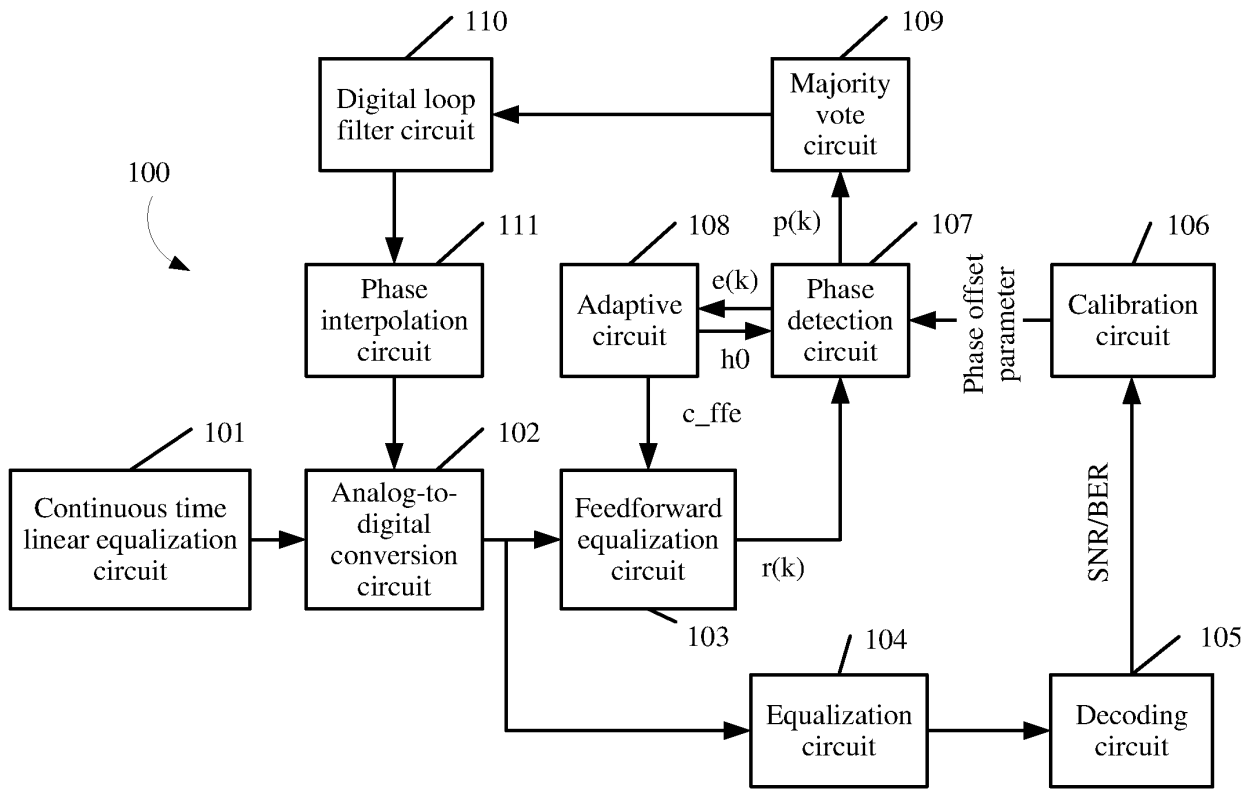 110
109
Digital loop
filter circuit
Majority
vote
circuit
100
p(k)
111
108
107
106
Phase
interpolation
circuit
Adaptive
circuit
e(k)
h0
Phase
detection
circuit
Phase offset
parameter
Calibration
circuit
c_ffe
101
102
Continuous time
linear equalization
circuit
Analog-to-
digital
conversion
circuit
Feedforward
equalization
circuit
r(k)
SNR/BER
103
104
105
Equalization
circuit
Decoding
circuit